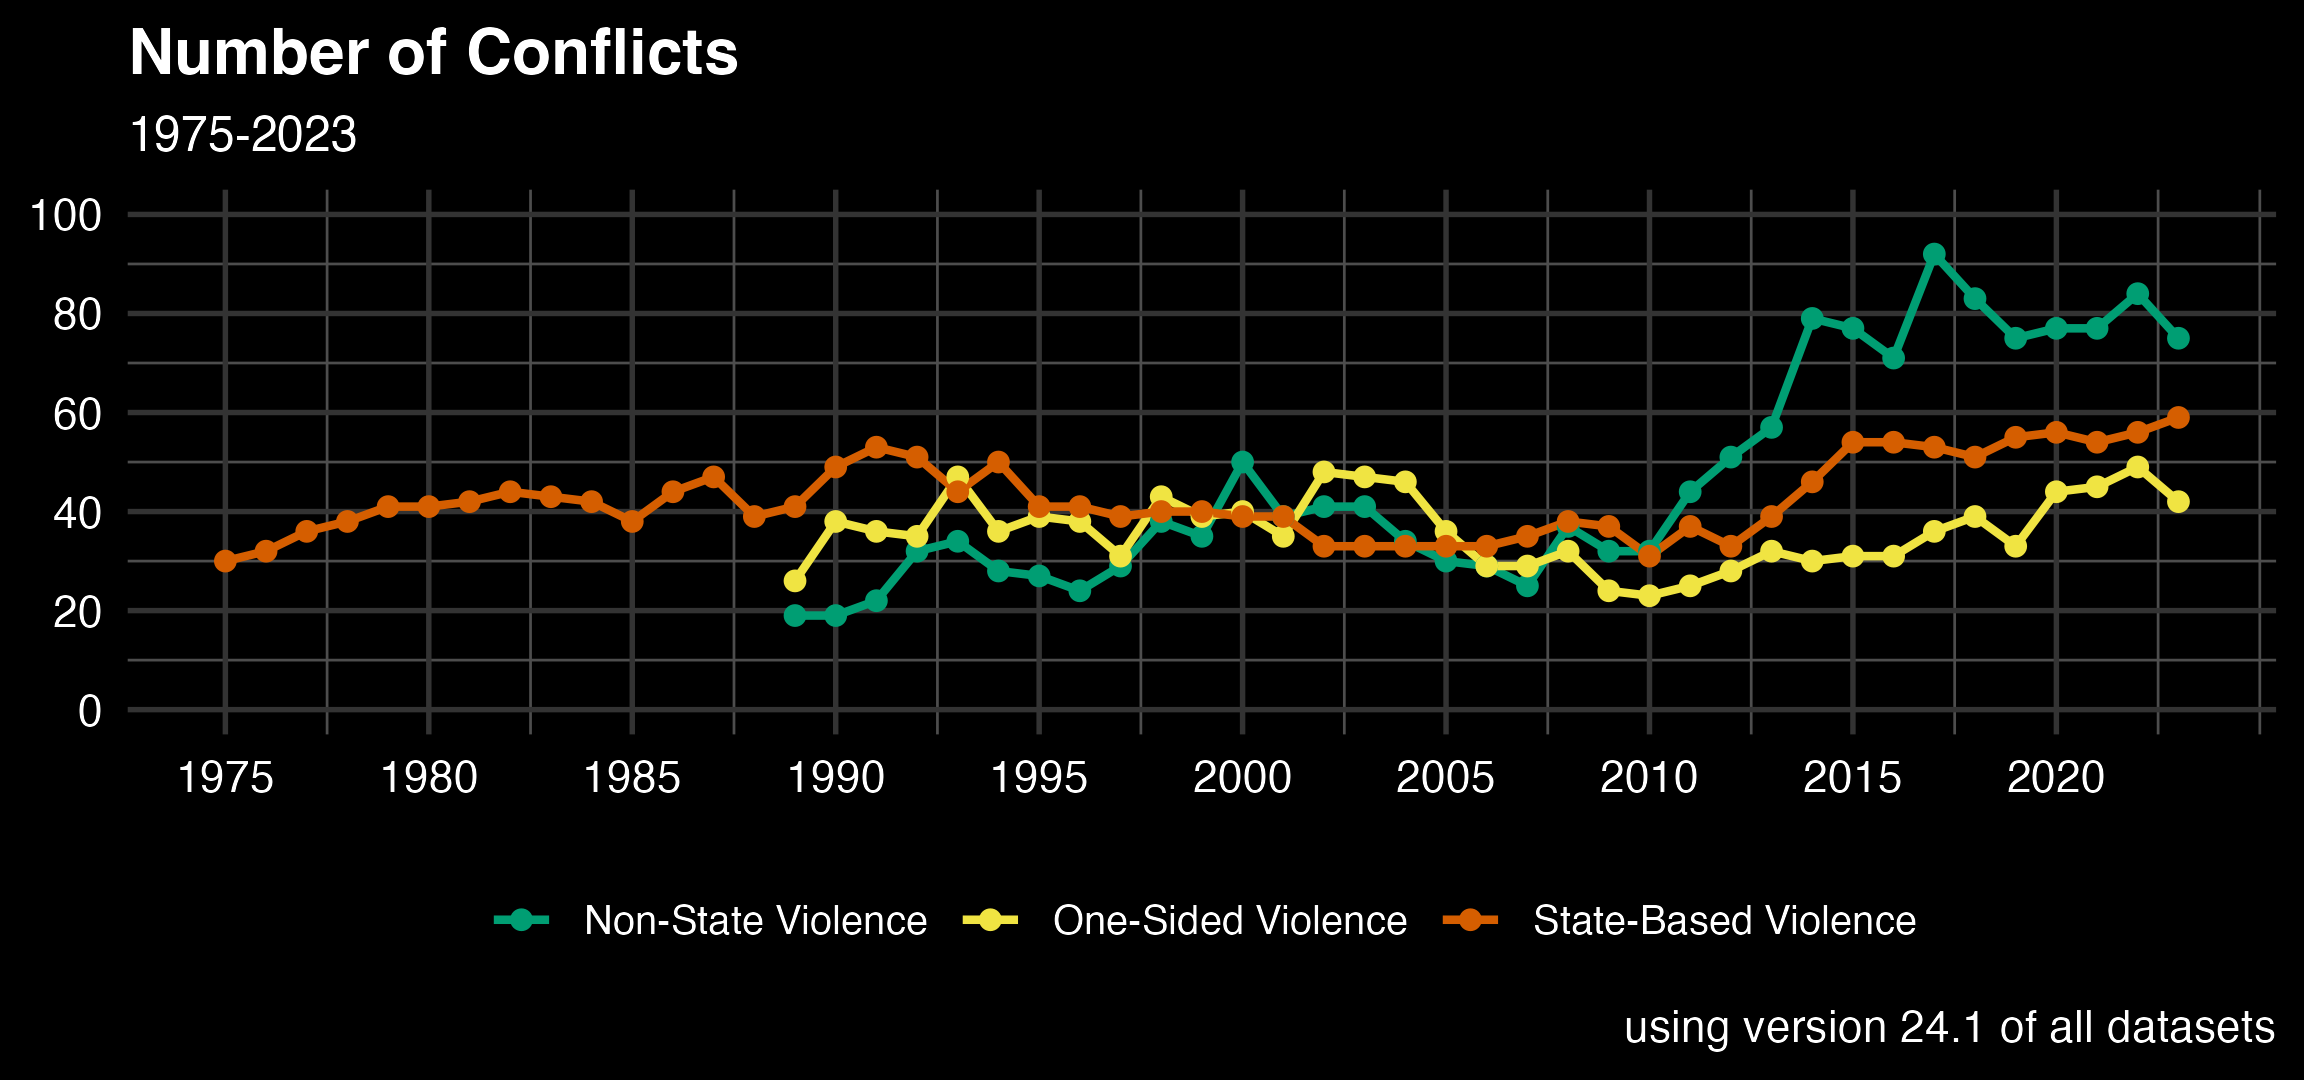 Number of Conflicts
1975-2023
100
80
60
40
20
0
1975 1980 1985 1990 1995 2000 2005 2010 2015 2020
Non-State Violence One-Sided Violence State-Based Violence
using version 24.1 of all datasets